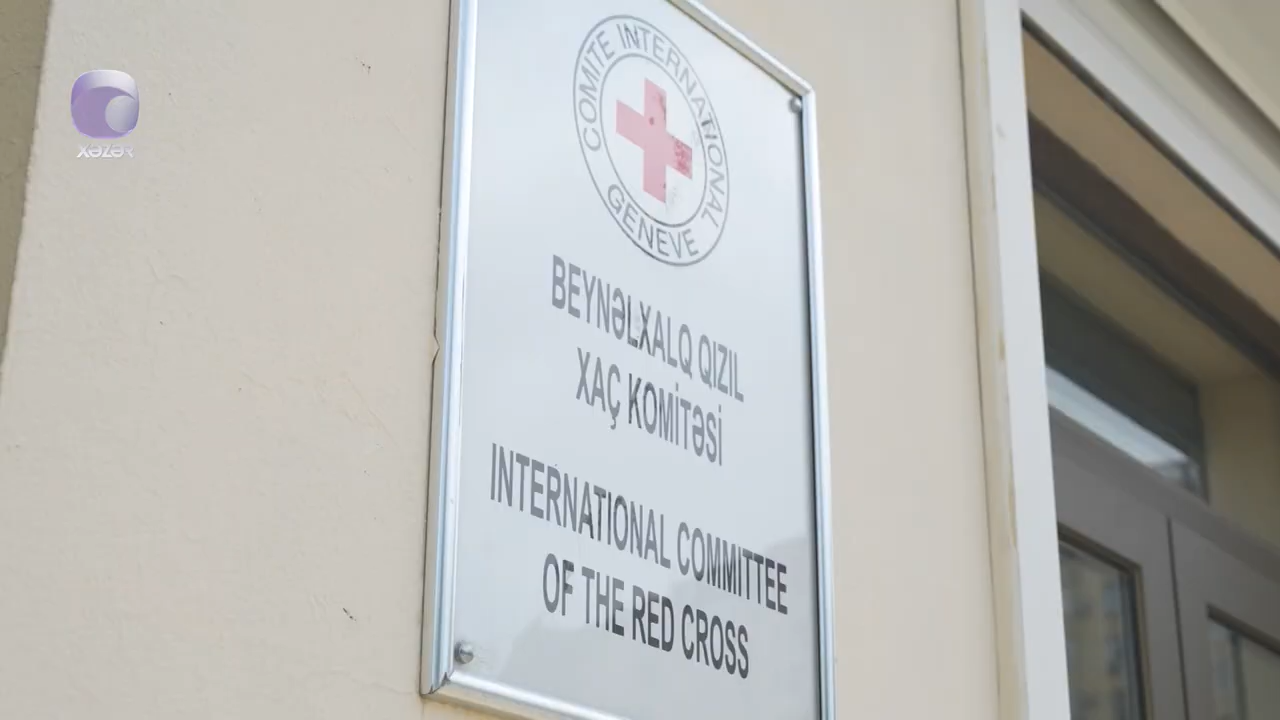 XəZəR
COMITE INTERNATIONAL
GENEVE
BEYNƏLXALQ QIZIL
XAÇ KOMİTƏSİ
INTERNATIONAL COMMITTEE
OF THE RED CROSS